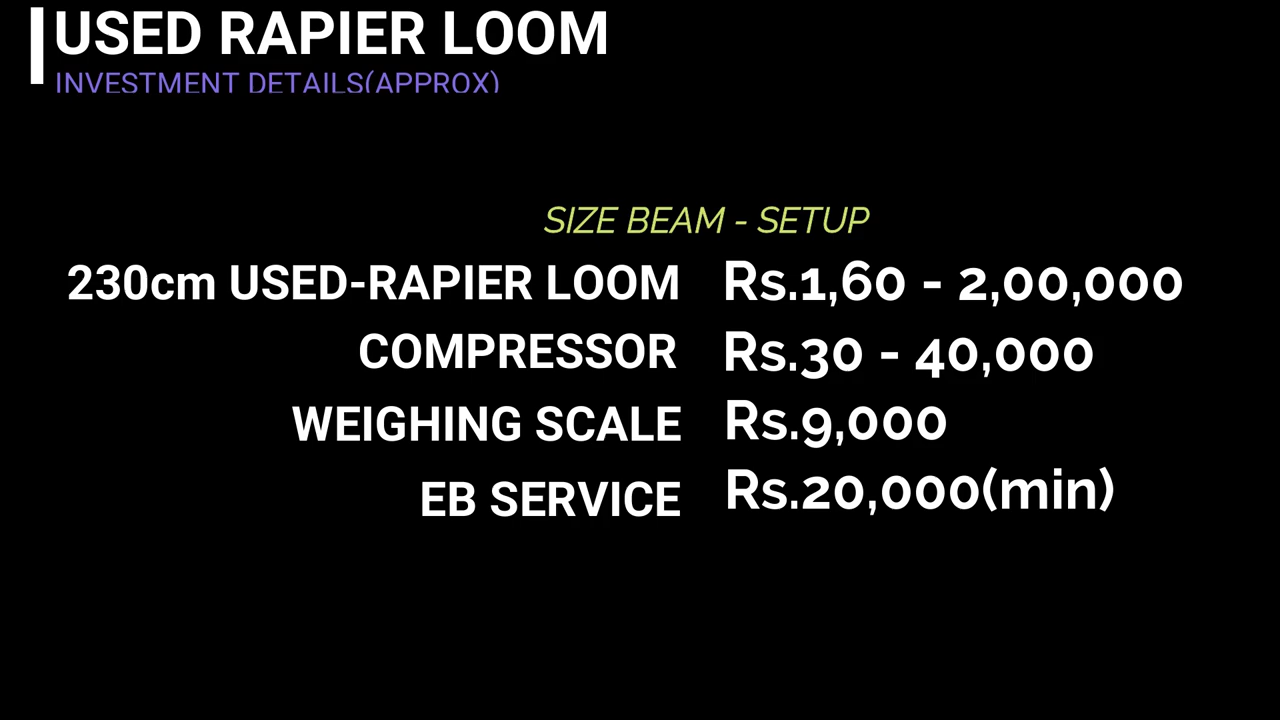 USED RAPIER LOOM
INVESTMENT DETAILS(APPROX)
SIZE BEAM - SETUP
230cm USED-RAPIER LOOM Rs.1,60 - 2,00,000
COMPRESSOR Rs.30 - 40,000
WEIGHING SCALE Rs.9,000
EB SERVICE Rs.20,000(min)